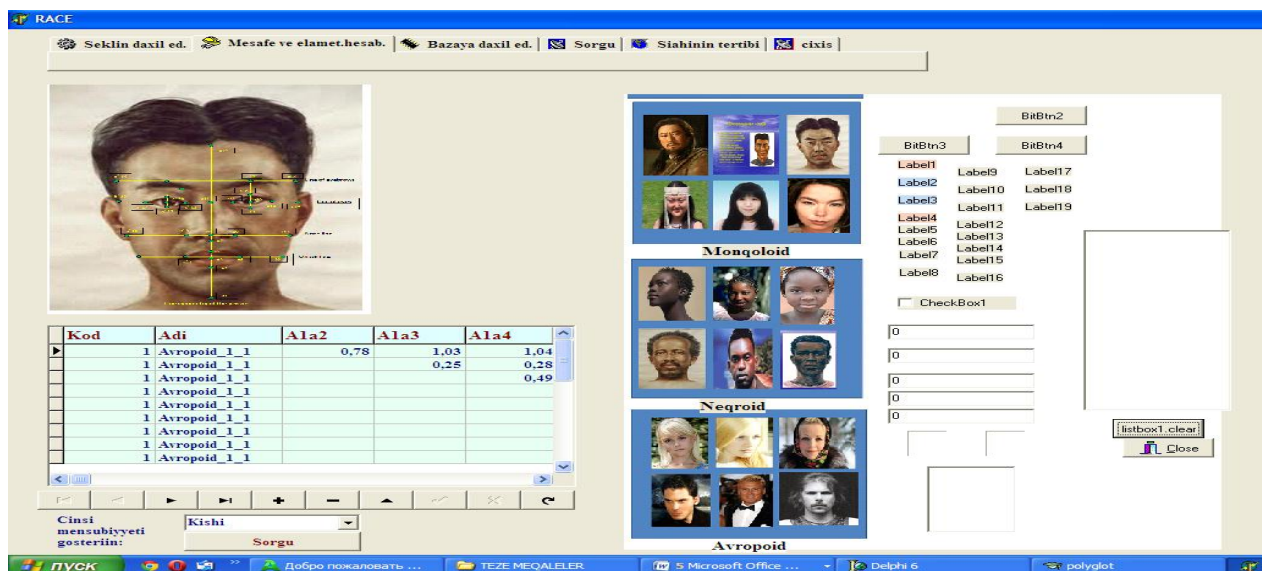 RACE
Seklin daxil ed.
Mesafe ve elamet.hesab.
Bazaya daxil ed.
Sorgu
Siahinin tertibi
cixis
Monqoloid
Neqroid
Avropoid
Kod Adi A1a2 A1a3 A1a4
1 Avropoid_1_1 0,78 1,03 1,04
1 Avropoid_1_1 0,25 0,28
1 Avropoid_1_1 0,49
1 Avropoid_1_1
1 Avropoid_1_1
1 Avropoid_1_1
1 Avropoid_1_1
1 Avropoid_1_1
Cinsi
mensubiyyeti
gosteriin:
Kishi
Sorgu
BitBtn2
BitBtn3
BitBtn4
Label1
Label2
Label3
Label4
Label5
Label6
Label7
Label8
Label9
Label10
Label11
Label12
Label13
Label14
Label15
Label16
Label17
Label18
Label19
CheckBox1
0
0
0
0
0
listbox1.clear
Close
пуск
Добро пожаловать ...
TEZE MEQALELER
5 Microsoft Office ...
Delphi 6
polyglot